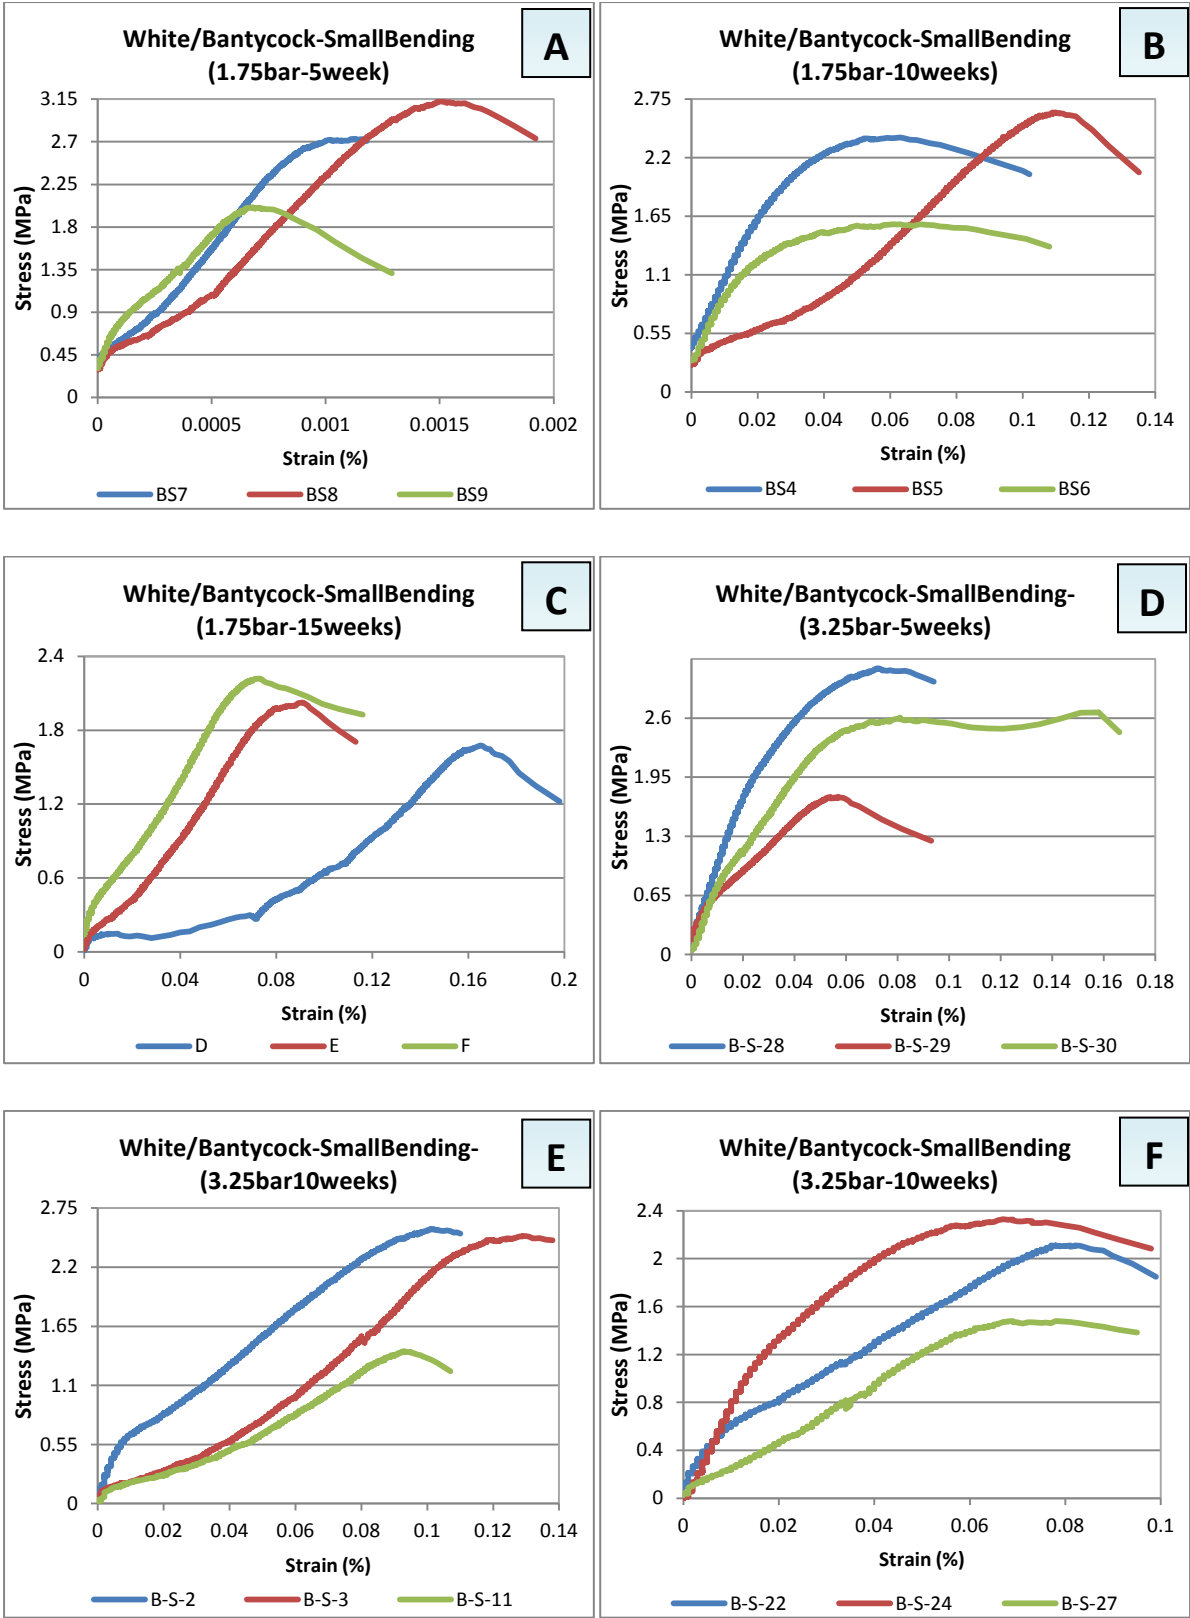 White/Bantycock-SmallBending
(1.75bar-5week)
A
3.15
2.7
2.25
1.8
1.35
0.9
0.45
0
Stress (MPa)
0 0.0005 0.001 0.0015 0.002
Strain (%)
BS7 BS8 BS9
White/Bantycock-SmallBending
(1.75bar-10weeks)
B
2.75
2.2
1.65
1.1
0.55
0
Stress (MPa)
0 0.02 0.04 0.06 0.08 0.1 0.12 0.14
Strain (%)
BS4 BS5 BS6
White/Bantycock-SmallBending
(1.75bar-15weeks)
C
2.4
1.8
1.2
0.6
0
Stress (MPa)
0 0.04 0.08 0.12 0.16 0.2
Strain (%)
D E F
White/Bantycock-SmallBending-
(3.25bar-5weeks)
D
2.6
1.95
1.3
0.65
0
Stress (MPa)
0 0.02 0.04 0.06 0.08 0.1 0.12 0.14 0.16 0.18
Strain (%)
B-S-28 B-S-29 B-S-30
White/Bantycock-SmallBending-
(3.25bar10weeks)
E
2.75
2.2
1.65
1.1
0.55
0
Stress (MPa)
0 0.02 0.04 0.06 0.08 0.1 0.12 0.14
Strain (%)
B-S-2 B-S-3 B-S-11
White/Bantycock-SmallBending
(3.25bar-10weeks)
F
2.4
2
1.6
1.2
0.8
0.4
0
Stress (MPa)
0 0.02 0.04 0.06 0.08 0.1
Strain (%)
B-S-22 B-S-24 B-S-27